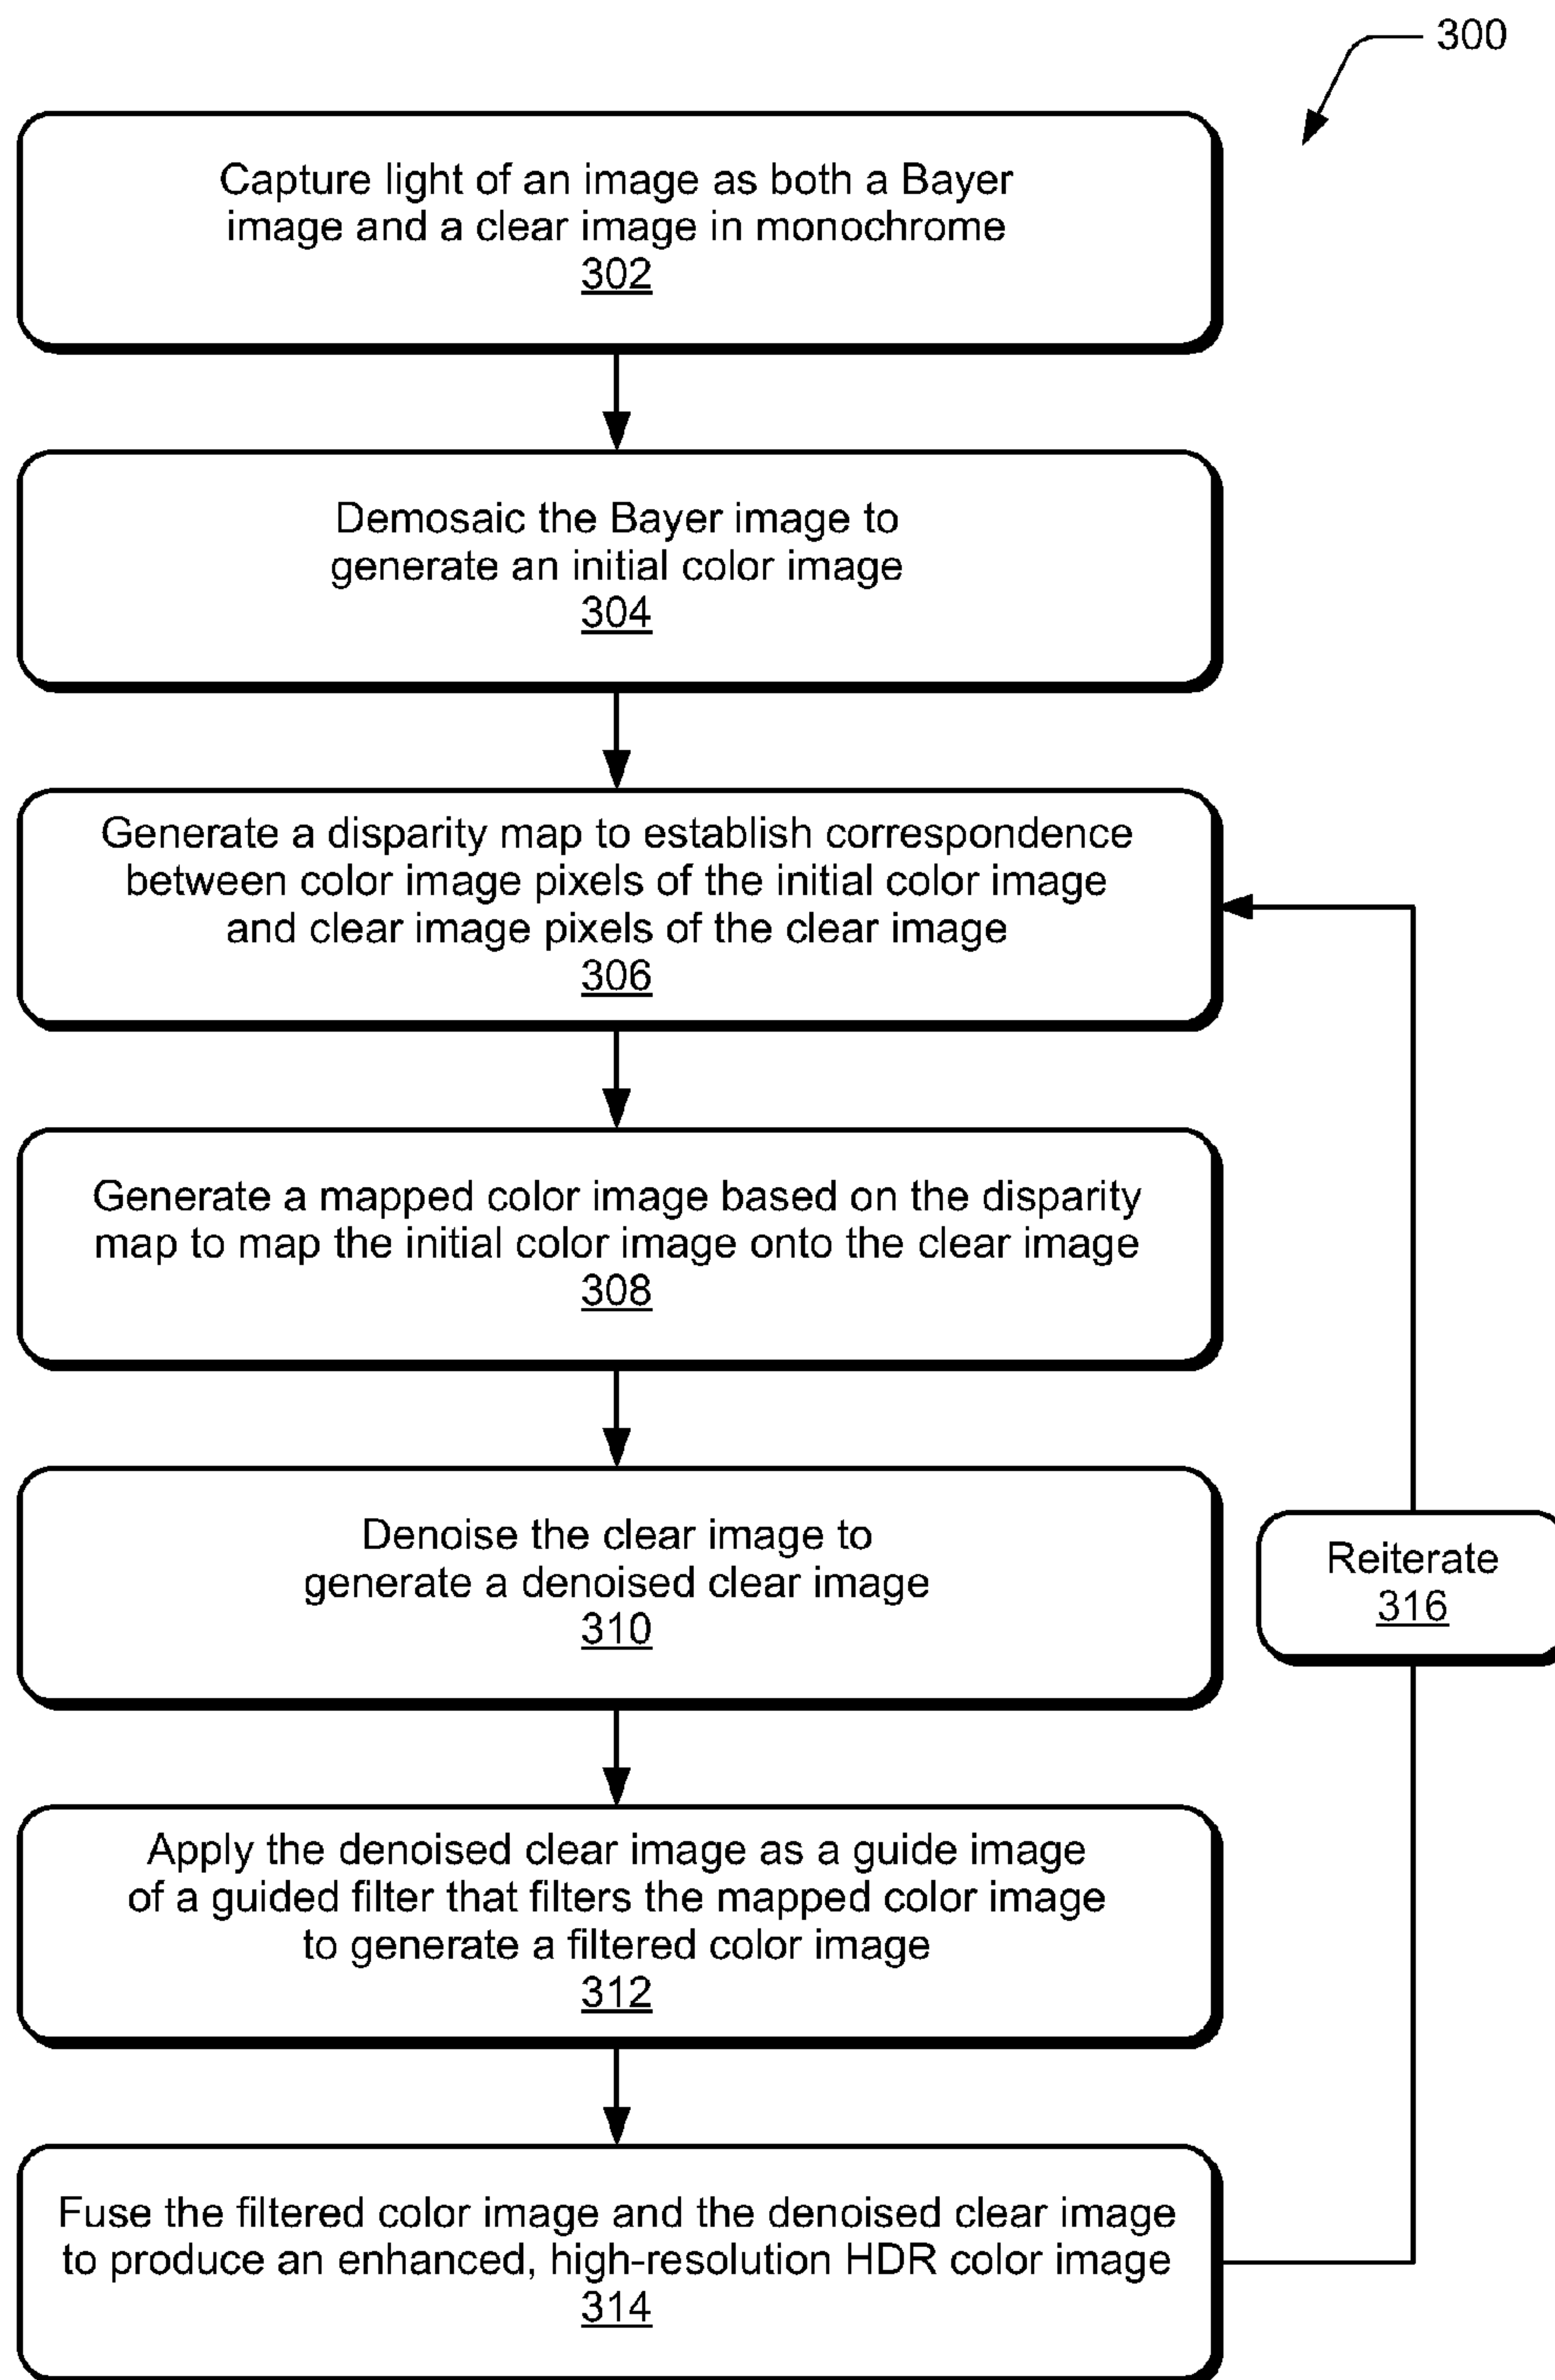 300
Capture light of an image as both a Bayer
image and a clear image in monochrome
302
Demosaic the Bayer image to
generate an initial color image
304
Generate a disparity map to establish correspondence
between color image pixels of the initial color image
and clear image pixels of the clear image
306
Generate a mapped color image based on the disparity
map to map the initial color image onto the clear image
308
Denoise the clear image to
generate a denoised clear image
310
Reiterate
316
Apply the denoised clear image as a guide image
of a guided filter that filters the mapped color image
to generate a filtered color image
312
Fuse the filtered color image and the denoised clear image
to produce an enhanced, high-resolution HDR color image
314